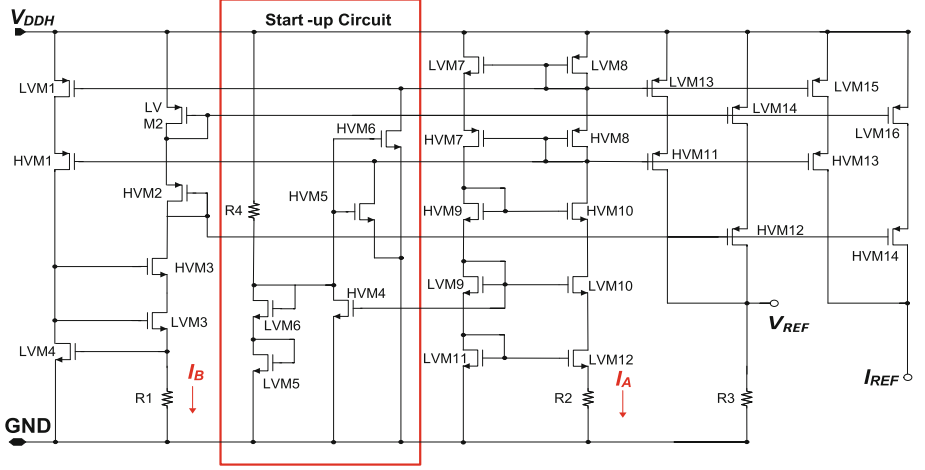 Start -up Circuit
VDDH
LVM7
LVM8
LVM1
LV
M2
LVM13
LVM15
LVM14
LVM16
HVM6
HVM7
HVM8
HVM1
HVM11
HVM13
HVM2
HVM5
R4
HVM9
HVM10
HVM12
HVM14
HVM3
LVM9
LVM10
HVM4
LVM3
LVM6
VREF
LVM4
LVM11
LVM12
LVM5
IB
IA
IREF
R1
R2
R3
GND